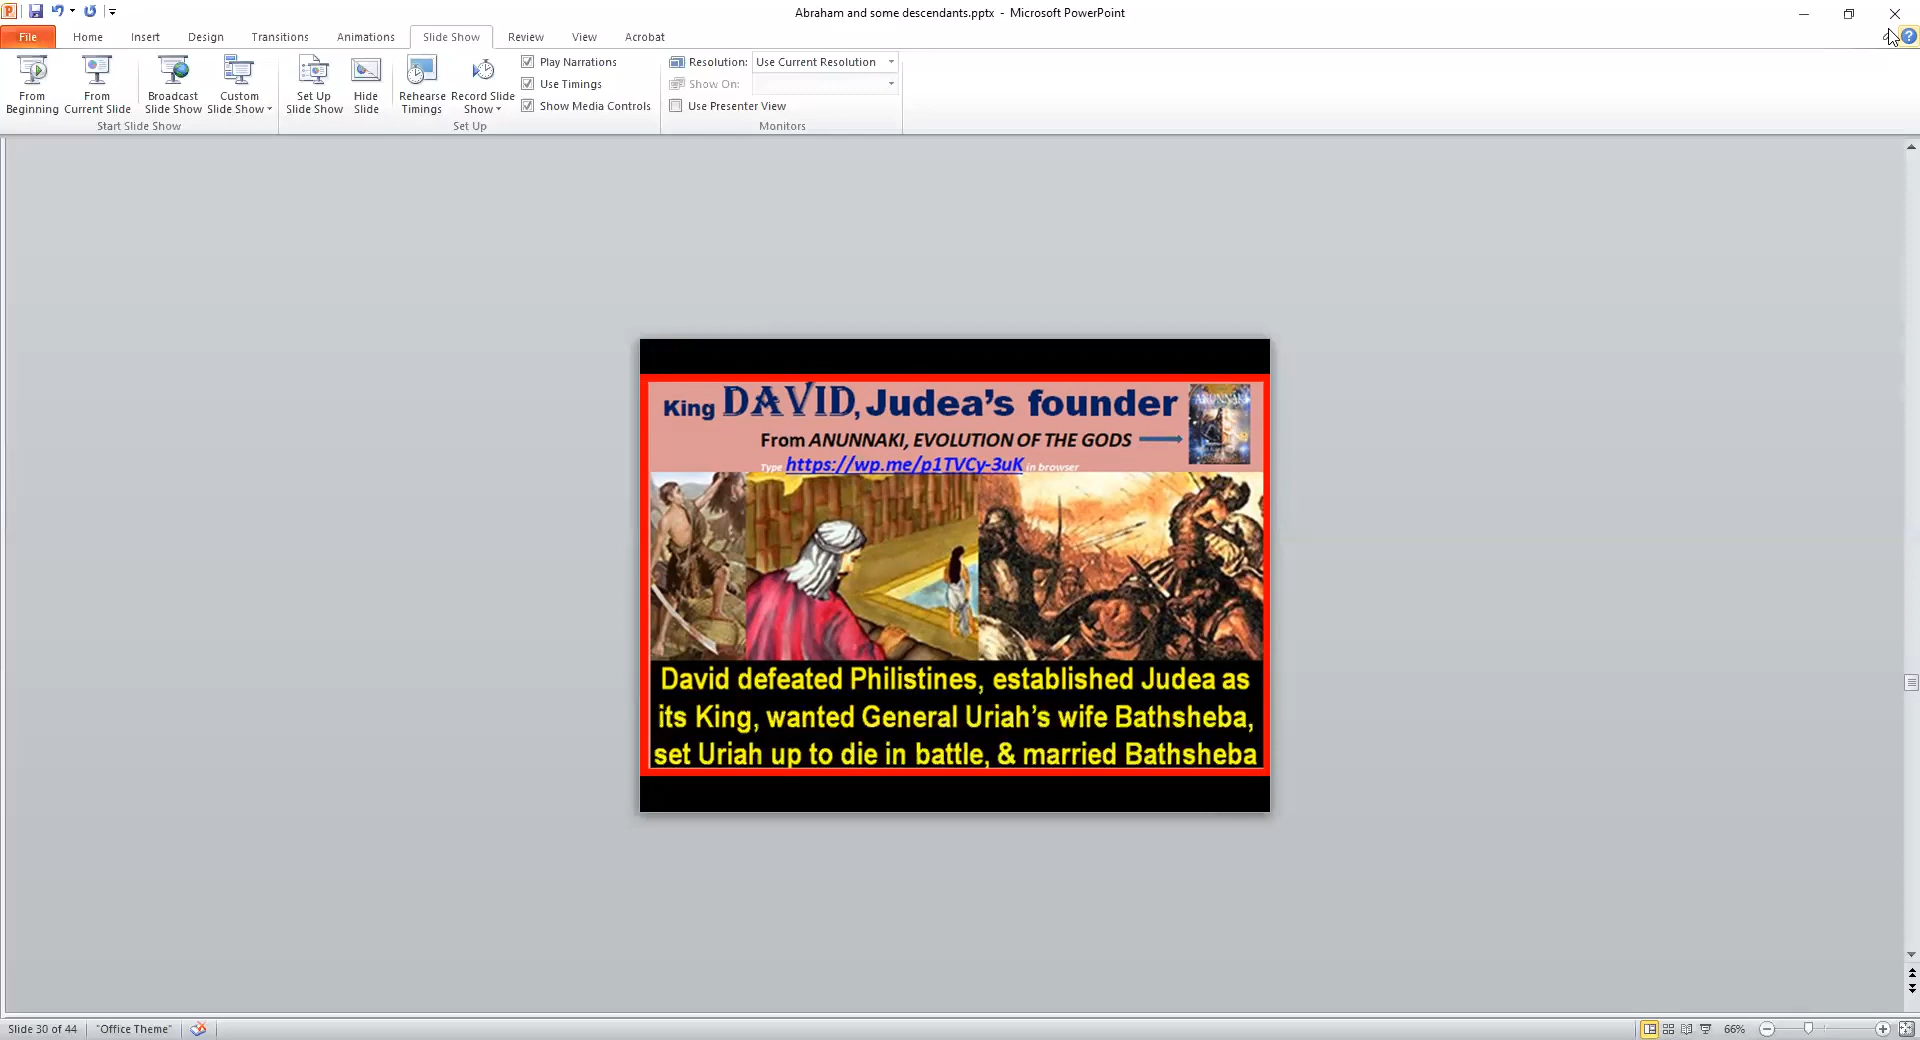 Abraham and some descendants.pptx - Microsoft PowerPoint
File Home Insert Design Transitions Animations Slide Show Review View Acrobat
From Beginning
From Current Slide
Broadcast Slide Show
Custom Slide Show
Start Slide Show
Set Up Slide Show
Hide Slide
Rehearse Timings
Record Slide Show
Play Narrations
Use Timings
Show Media Controls
Set Up
Resolution: Use Current Resolution
Show On:
Use Presenter View
Monitors
King DAVID, Judea's founder
From ANUNNAKI, EVOLUTION OF THE GODS
ANUNNAKI
Type https://wp.me/p1TVCy-3uK in browser
David defeated Philistines, established Judea as
its King, wanted General Uriah's wife Bathsheba,
set Uriah up to die in battle, & married Bathsheba
Slide 30 of 44 "Office Theme" 66%